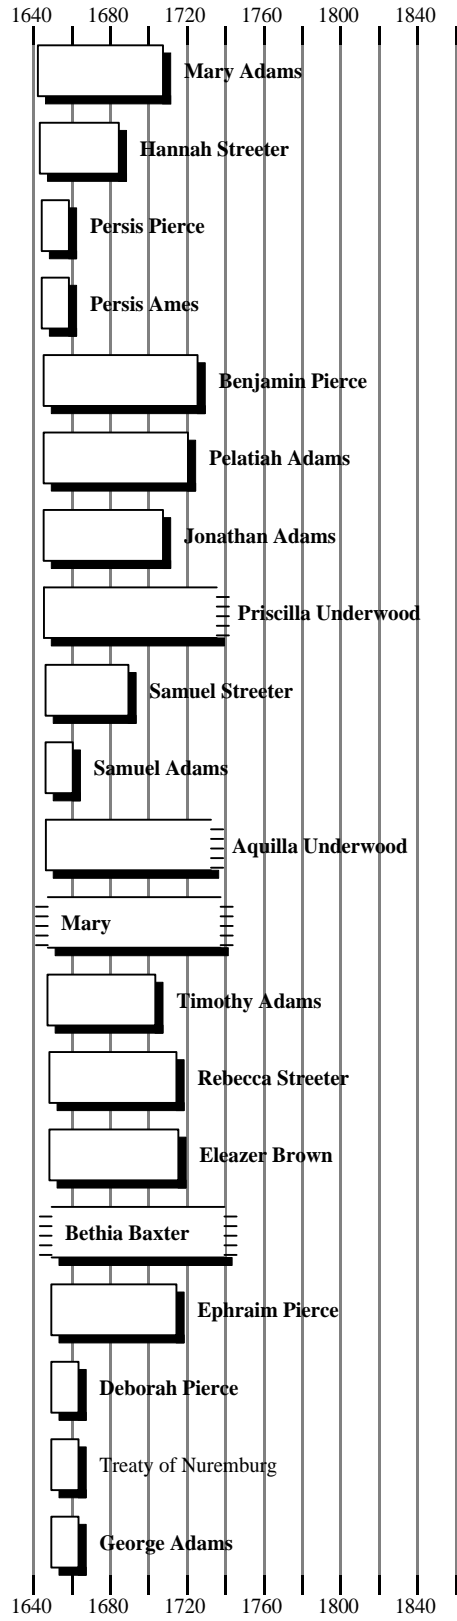 1640 1680 1720 1760 1800 1840
Mary Adams
Hannah Streeter
Persis Pierce
Persis Ames
Benjamin Pierce
Pelatiah Adams
Jonathan Adams
Priscilla Underwood
Samuel Streeter
Samuel Adams
Aquilla Underwood
Mary
Timothy Adams
Rebecca Streeter
Eleazer Brown
Bethia Baxter
Ephraim Pierce
Deborah Pierce
Treaty of Nuremburg
George Adams
1640 1680 1720 1760 1800 1840